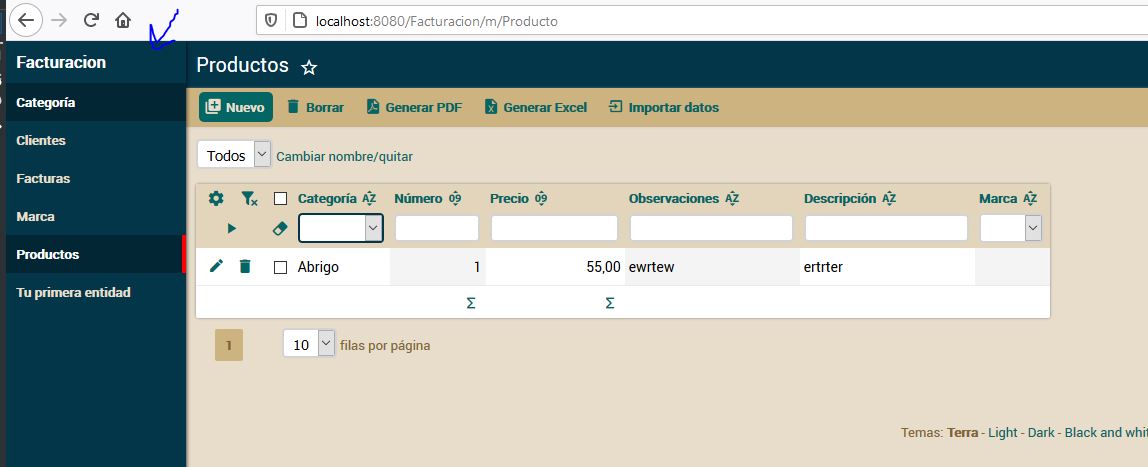 localhost:8080/Facturacion/m/Producto
Facturacion
Productos
Categoría
Nuevo Borrar Generar PDF Generar Excel Importar datos
Clientes
Todos Cambiar nombre/quitar
Facturas
Categoría Número Precio Observaciones Descripción Marca
Marca
Productos
Abrigo 1 55,00 ewrtew ertrter
Tu primera entidad
Σ Σ
1 10 filas por página
Temas: Terra - Light - Dark - Black and whit